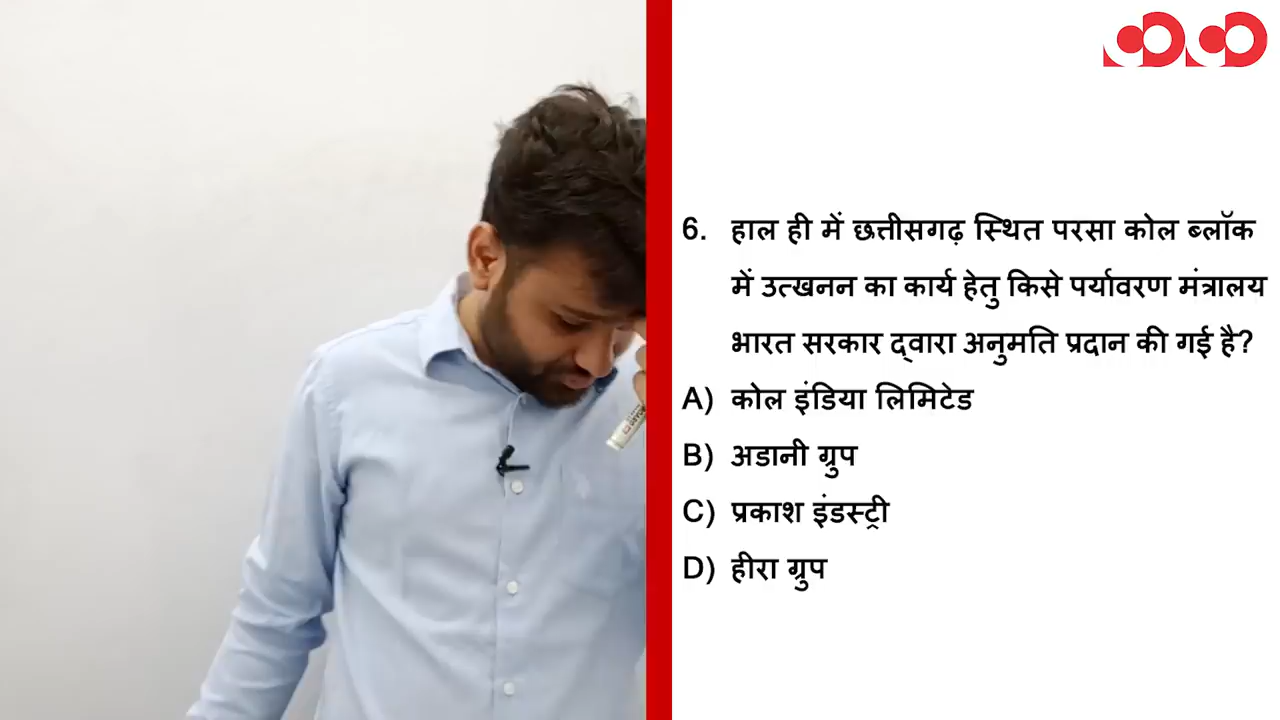 6. हाल ही में छत्तीसगढ़ स्थित परसा कोल ब्लॉक
में उत्खनन का कार्य हेतु किसे पर्यावरण मंत्रालय
भारत सरकार द्वारा अनुमति प्रदान की गई है?
A) कोल इंडिया लिमिटेड
B) अडानी ग्रुप
C) प्रकाश इंडस्ट्री
D) हीरा ग्रुप